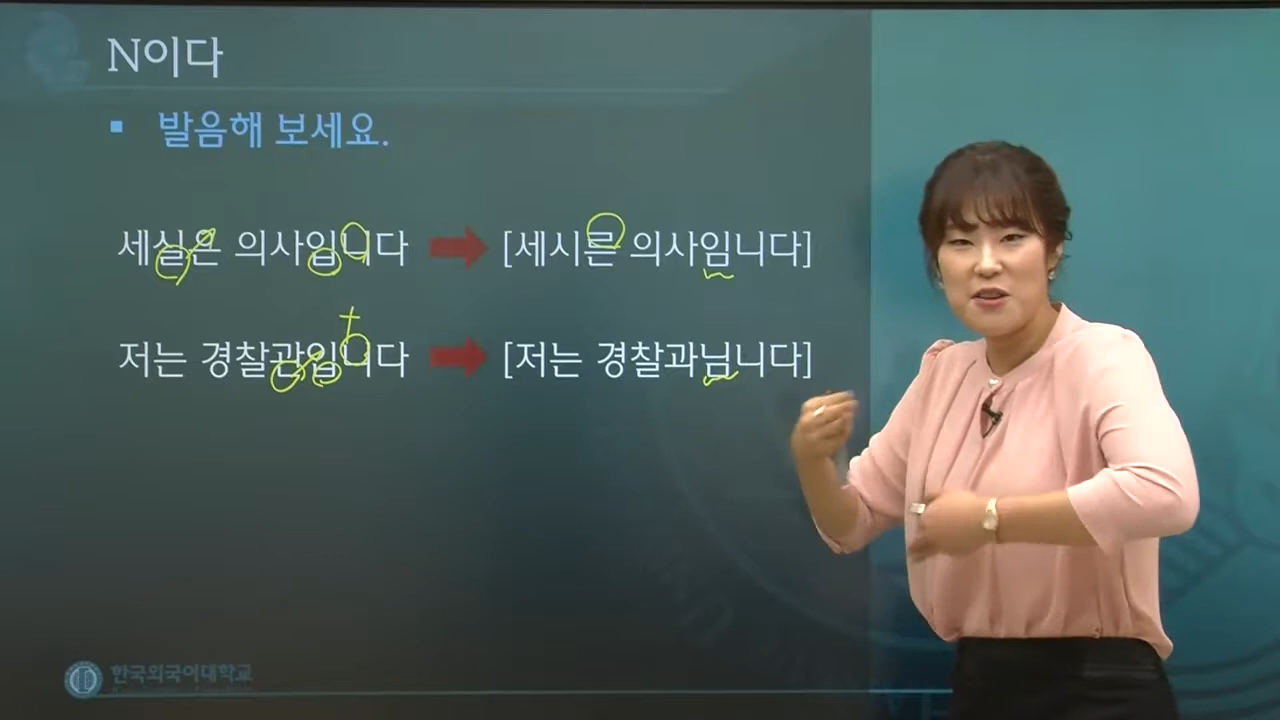 N이다
▪ 발음해 보세요.
세실은 의사입니다 ➡ [세시른 의사임니다]
저는 경찰관입니다 ➡ [저는 경찰과님니다]
한국외국어대학교